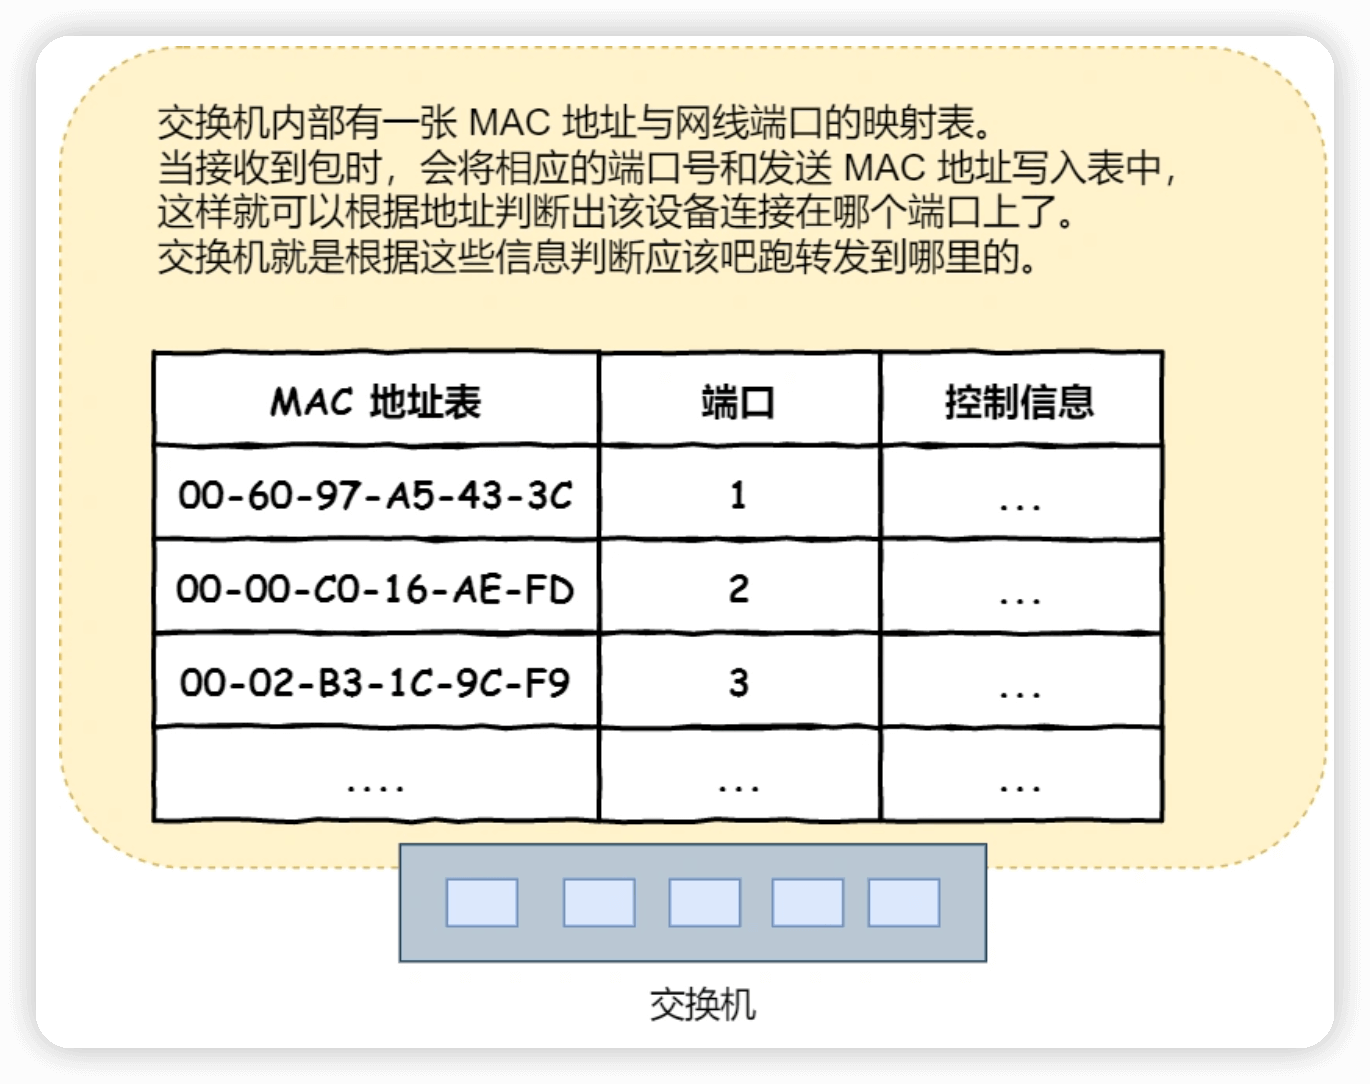 交换机内部有一张 MAC 地址与网线端口的映射表。
当接收到包时，会将相应的端口号和发送 MAC 地址写入表中，
这样就可以根据地址判断出该设备连接在哪个端口上了。
交换机就是根据这些信息判断应该吧跑转发到哪里的。
MAC 地址表 端口 控制信息
00-60-97-A5-43-3C 1 ...
00-00-C0-16-AE-FD 2 ...
00-02-B3-1C-9C-F9 3 ...
.... ... ...
交换机